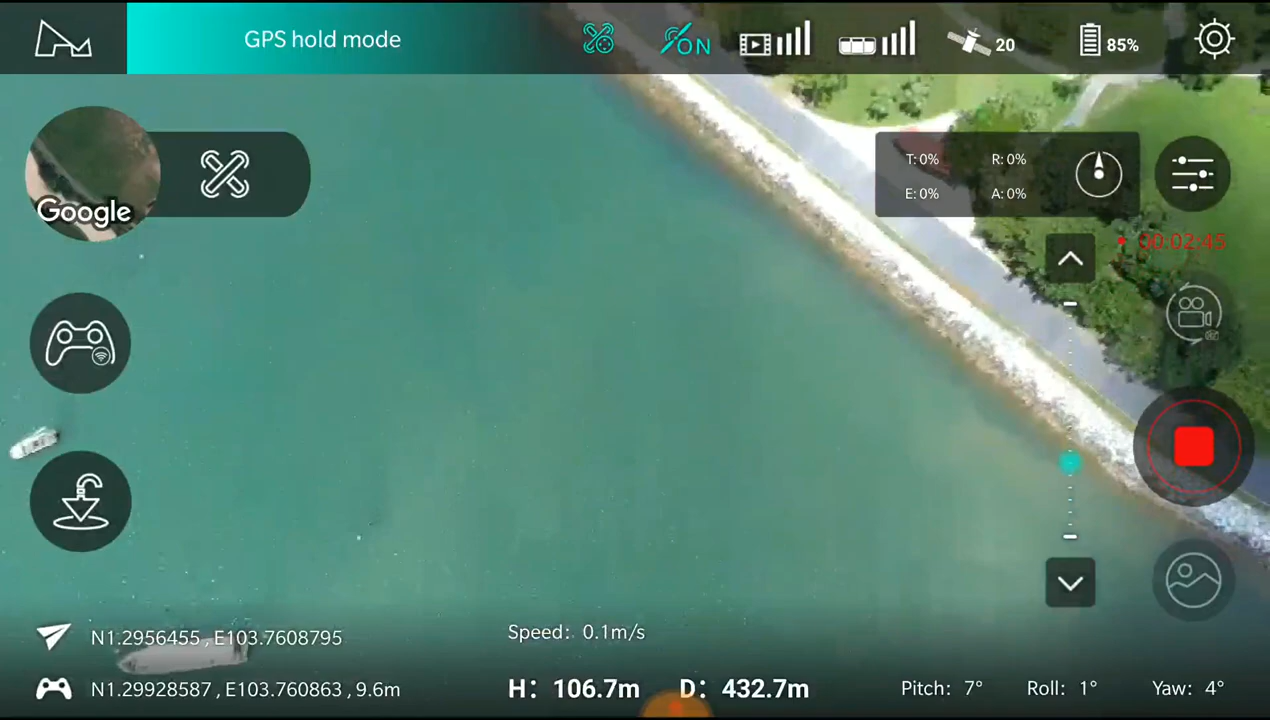 GPS hold mode
ON
20
85%
Google
T: 0% R: 0%
E: 0% A: 0%
00:02:45
N1.2956455 , E103.7608795
Speed: 0.1m/s
N1.29928587 , E103.760863 , 9.6m
H: 106.7m D: 432.7m
Pitch: 7° Roll: 1° Yaw: 4°